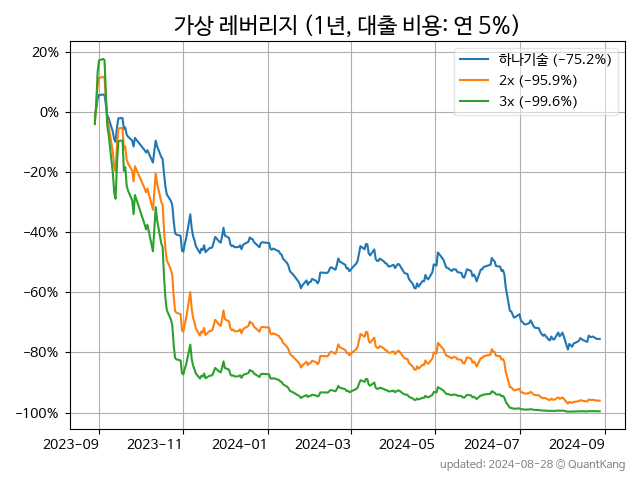 가상 레버리지 (1년, 대출 비용: 연 5%)
하나기술 (-75.2%)
2x (-95.9%)
3x (-99.6%)
20%
0%
−20%
−40%
−60%
−80%
−100%
2023-09 2023-11 2024-01 2024-03 2024-05 2024-07 2024-09
updated: 2024-08-28 © QuantKang